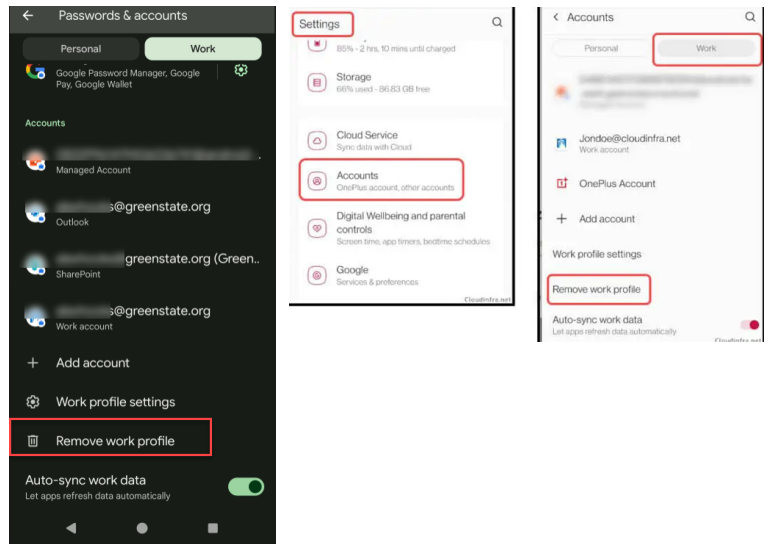 Passwords & accounts
Personal
Work
Google Password Manager, Google
Pay, Google Wallet
Accounts
Managed Account
s@greenstate.org
Outlook
greenstate.org (Green..
SharePoint
s@greenstate.org
Work account
Add account
Work profile settings
Remove work profile
Auto-sync work data
Let apps refresh data automatically
Settings
85% - 2 hrs, 10 mins until charged
Storage
66% used - 86.83 GB free
Cloud Service
Sync data with Cloud
Accounts
OnePlus account, other accounts
Digital Wellbeing and parental
controls
Screen time, app timers, bedtime schedules
Google
Services & preferences
Cloudinfra.net
Accounts
Personal
Work
Jondoe@cloudinfra.net
Work account
OnePlus Account
Add account
Work profile settings
Remove work profile
Auto-sync work data
Let apps refresh data automatically
Cloudinfra.net